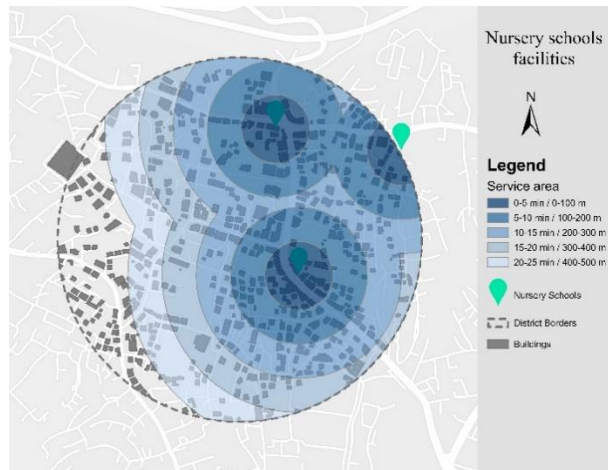 Nursery schools
facilities
N
Legend
Service area
0-5 min / 0-100 m
5-10 min / 100-200 m
10-15 min / 200-300 m
15-20 min / 300-400 m
20-25 min / 400-500 m
Nursery Schools
District Borders
Buildings